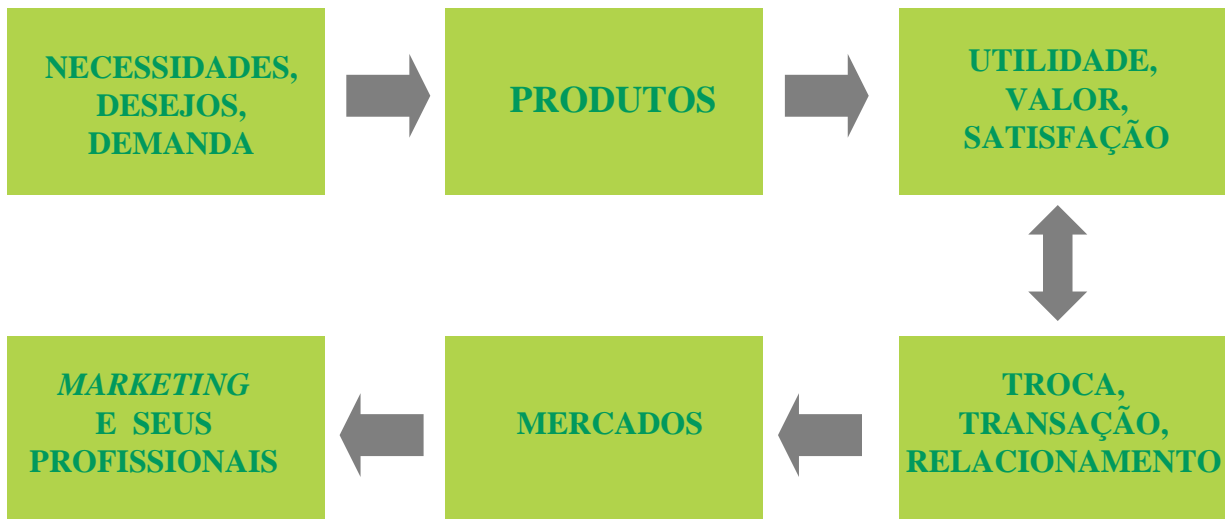 NECESSIDADES,
DESEJOS,
DEMANDA
PRODUTOS
UTILIDADE,
VALOR,
SATISFAÇÃO
MARKETING
E SEUS
PROFISSIONAIS
MERCADOS
TROCA,
TRANSAÇÃO,
RELACIONAMENTO